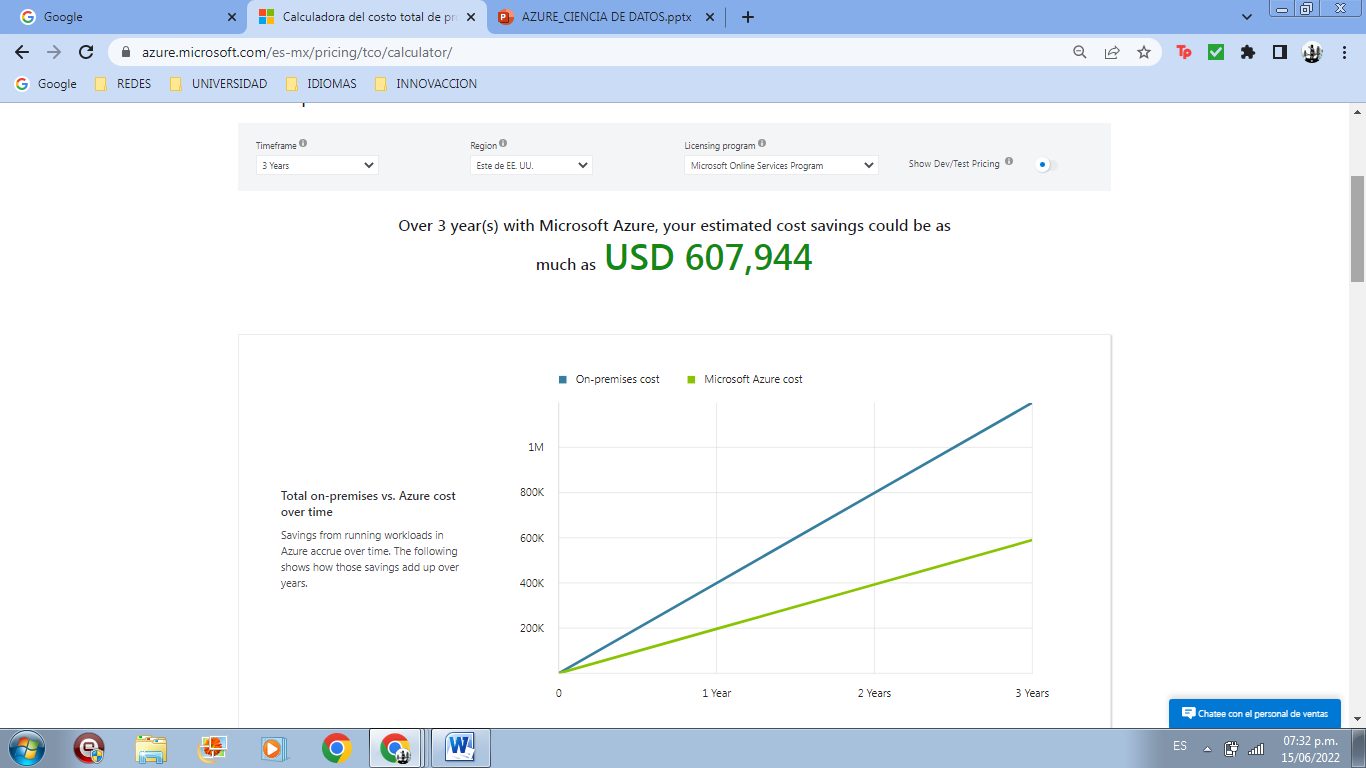 Google
Calculadora del costo total de pro
AZURE_CIENCIA DE DATOS.pptx
azure.microsoft.com/es-mx/pricing/tco/calculator/
Google
REDES
UNIVERSIDAD
IDIOMAS
INNOVACCION
Timeframe
Region
Licensing program
Show Dev/Test Pricing
3 Years
Este de EE. UU.
Microsoft Online Services Program
Over 3 year(s) with Microsoft Azure, your estimated cost savings could be as
much as USD 607,944
On-premises cost
Microsoft Azure cost
Total on-premises vs. Azure cost
over time
Savings from running workloads in
Azure accrue over time. The following
shows how those savings add up over
years.
1M
800K
600K
400K
200K
0
1 Year
2 Years
3 Years
Chatee con el personal de ventas
ES
07:32 p.m.
15/06/2022